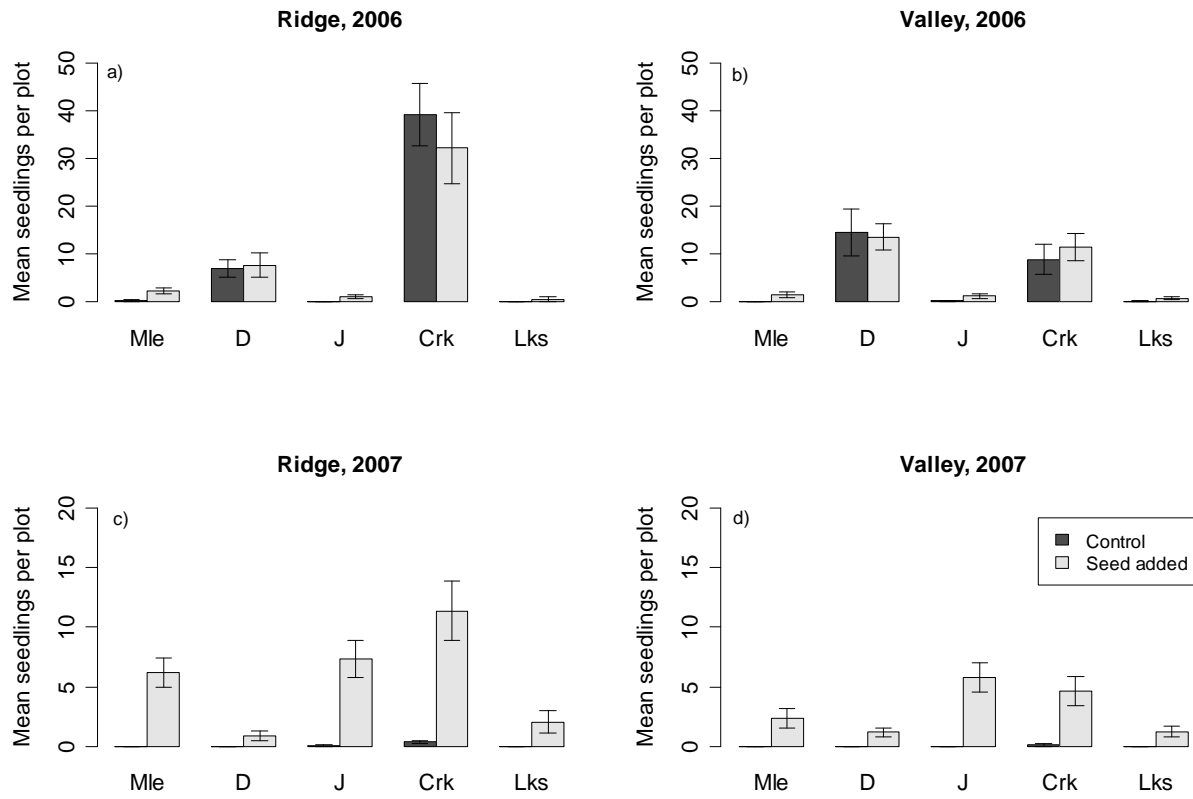 Ridge, 2006
a)
Mean seedlings per plot
50
40
30
20
10
0
Mle D J Crk Lks
Valley, 2006
b)
Mean seedlings per plot
50
40
30
20
10
0
Mle D J Crk Lks
Ridge, 2007
c)
Mean seedlings per plot
20
15
10
5
0
Mle D J Crk Lks
Valley, 2007
d)
Mean seedlings per plot
20
15
10
5
0
Control
Seed added
Mle D J Crk Lks